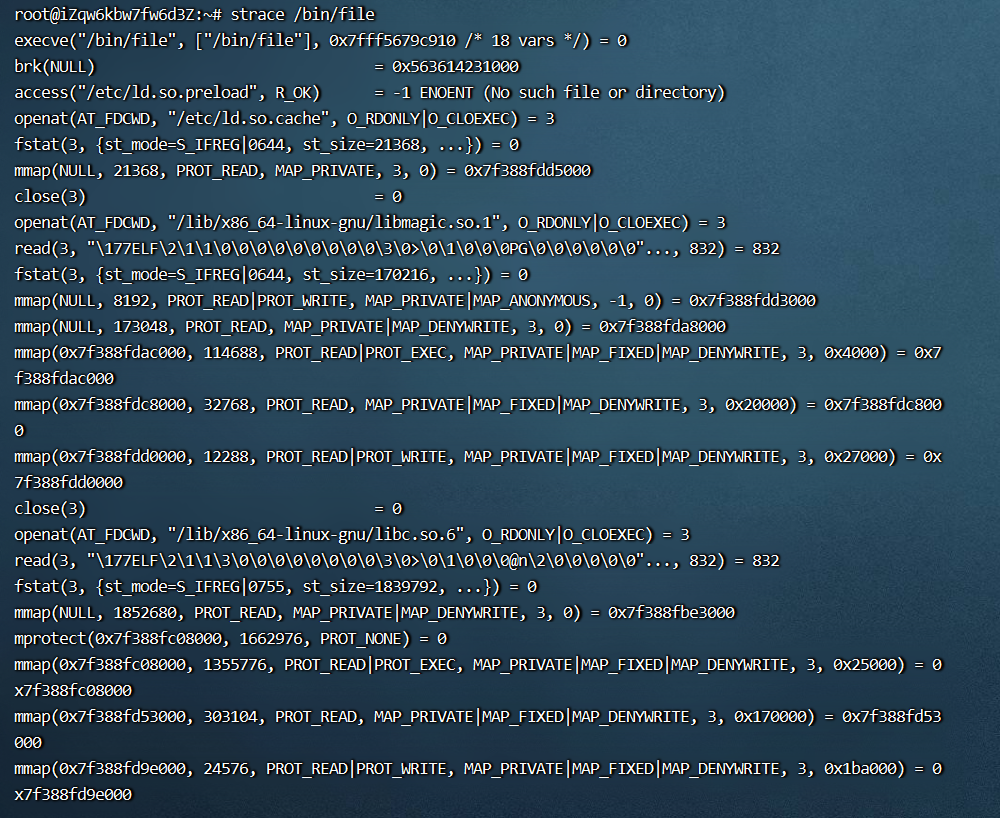 root@iZqw6kbw7fw6d3Z:~# strace /bin/file
execve("/bin/file", ["/bin/file"], 0x7fff5679c910 /* 18 vars */) = 0
brk(NULL)                               = 0x563614231000
access("/etc/ld.so.preload", R_OK)      = -1 ENOENT (No such file or directory)
openat(AT_FDCWD, "/etc/ld.so.cache", O_RDONLY|O_CLOEXEC) = 3
fstat(3, {st_mode=S_IFREG|0644, st_size=21368, ...}) = 0
mmap(NULL, 21368, PROT_READ, MAP_PRIVATE, 3, 0) = 0x7f388fdd5000
close(3)                                = 0
openat(AT_FDCWD, "/lib/x86_64-linux-gnu/libmagic.so.1", O_RDONLY|O_CLOEXEC) = 3
read(3, "\177ELF\2\1\1\0\0\0\0\0\0\0\0\0\3\0>\0\1\0\0\0PG\0\0\0\0\0\0"..., 832) = 832
fstat(3, {st_mode=S_IFREG|0644, st_size=170216, ...}) = 0
mmap(NULL, 8192, PROT_READ|PROT_WRITE, MAP_PRIVATE|MAP_ANONYMOUS, -1, 0) = 0x7f388fdd3000
mmap(NULL, 173048, PROT_READ, MAP_PRIVATE|MAP_DENYWRITE, 3, 0) = 0x7f388fda8000
mmap(0x7f388fdac000, 114688, PROT_READ|PROT_EXEC, MAP_PRIVATE|MAP_FIXED|MAP_DENYWRITE, 3, 0x4000) = 0x7
f388fdac000
mmap(0x7f388fdc8000, 32768, PROT_READ, MAP_PRIVATE|MAP_FIXED|MAP_DENYWRITE, 3, 0x20000) = 0x7f388fdc800
0
mmap(0x7f388fdd0000, 12288, PROT_READ|PROT_WRITE, MAP_PRIVATE|MAP_FIXED|MAP_DENYWRITE, 3, 0x27000) = 0x
7f388fdd0000
close(3)                                = 0
openat(AT_FDCWD, "/lib/x86_64-linux-gnu/libc.so.6", O_RDONLY|O_CLOEXEC) = 3
read(3, "\177ELF\2\1\1\3\0\0\0\0\0\0\0\0\3\0>\0\1\0\0\0@n\2\0\0\0\0\0"..., 832) = 832
fstat(3, {st_mode=S_IFREG|0755, st_size=1839792, ...}) = 0
mmap(NULL, 1852680, PROT_READ, MAP_PRIVATE|MAP_DENYWRITE, 3, 0) = 0x7f388fbe3000
mprotect(0x7f388fc08000, 1662976, PROT_NONE) = 0
mmap(0x7f388fc08000, 1355776, PROT_READ|PROT_EXEC, MAP_PRIVATE|MAP_FIXED|MAP_DENYWRITE, 3, 0x25000) = 0
x7f388fc08000
mmap(0x7f388fd53000, 303104, PROT_READ, MAP_PRIVATE|MAP_FIXED|MAP_DENYWRITE, 3, 0x170000) = 0x7f388fd53
000
mmap(0x7f388fd9e000, 24576, PROT_READ|PROT_WRITE, MAP_PRIVATE|MAP_FIXED|MAP_DENYWRITE, 3, 0x1ba000) = 0
x7f388fd9e000